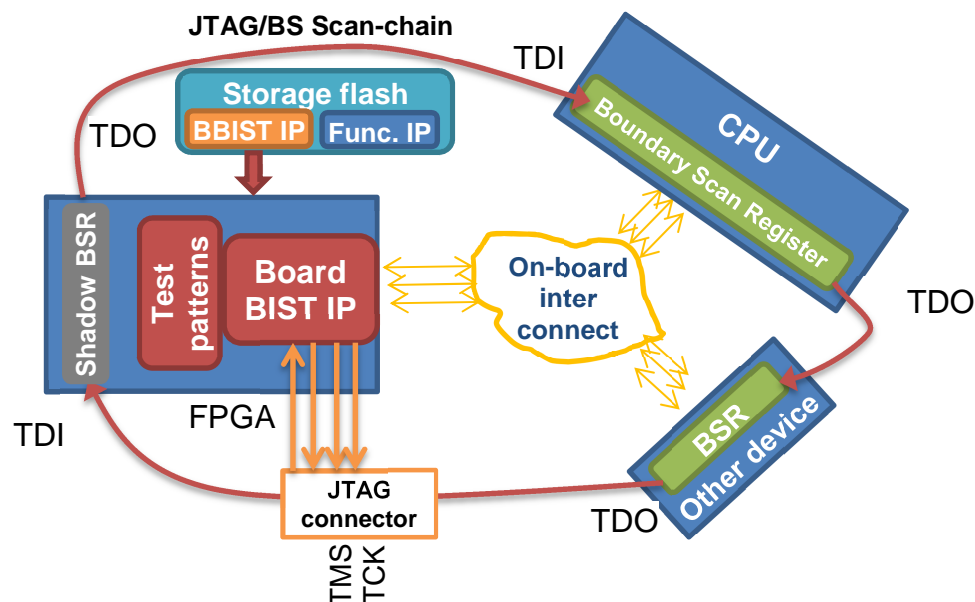 JTAG/BS Scan-chain
TDI
Storage flash
BBIST IP
Func. IP
TDO
CPU
Boundary Scan Register
Shadow BSR
Test
patterns
Board
BIST IP
On-board
inter
connect
TDO
FPGA
TDI
BSR
Other device
JTAG
connector
TDO
TMS
TCK